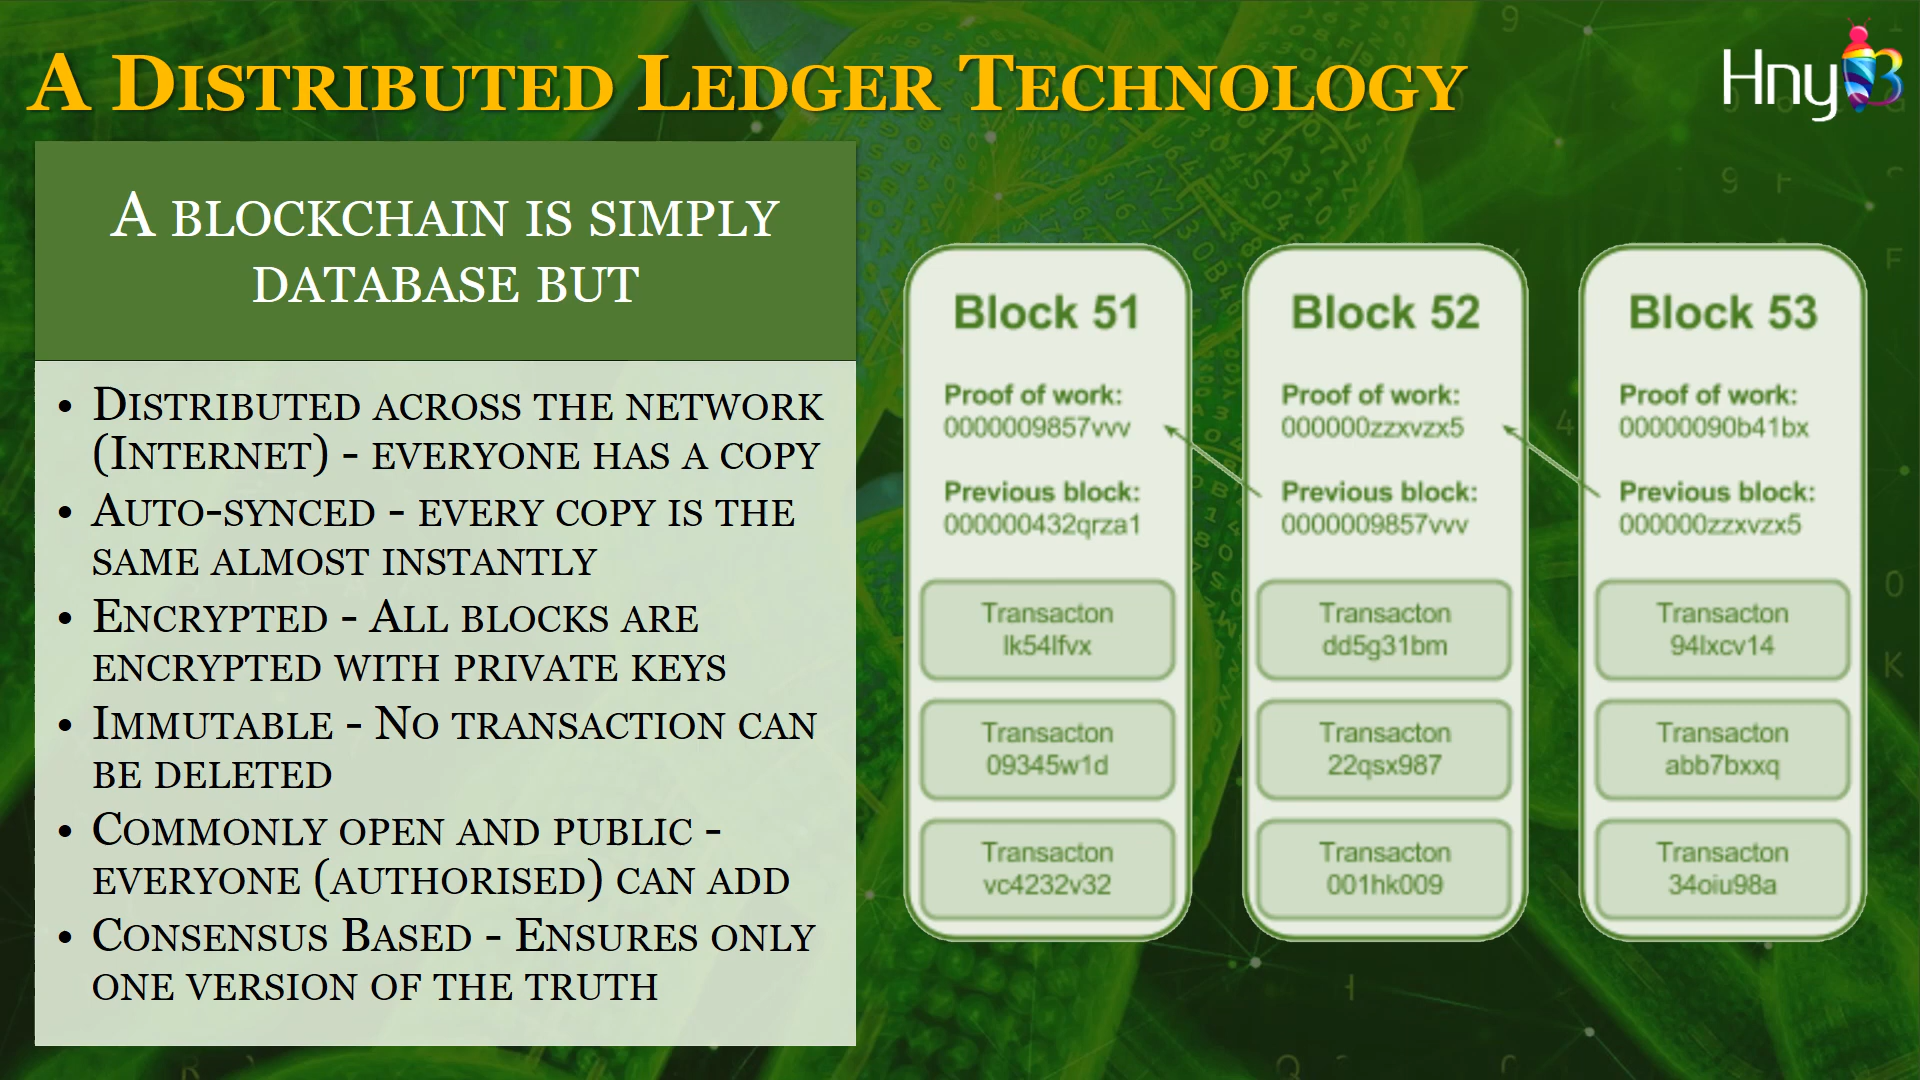 A Distributed Ledger Technology
Hny B
A blockchain is simply
database but
• Distributed across the network
(Internet) - everyone has a copy
• Auto-synced - every copy is the
same almost instantly
• Encrypted - All blocks are
encrypted with private keys
• Immutable - No transaction can
be deleted
• Commonly open and public -
everyone (authorised) can add
• Consensus Based - Ensures only
one version of the truth
Block 51
Proof of work:
0000009857vvv
Previous block:
000000432qrza1
Transacton
lk54lfvx
Transacton
09345w1d
Transacton
vc4232v32
Block 52
Proof of work:
000000zzxvzx5
Previous block:
0000009857vvv
Transacton
dd5g31bm
Transacton
22qsx987
Transacton
001hk009
Block 53
Proof of work:
00000090b41bx
Previous block:
000000zzxvzx5
Transacton
94lxcv14
Transacton
abb7bxxq
Transacton
34oiu98a